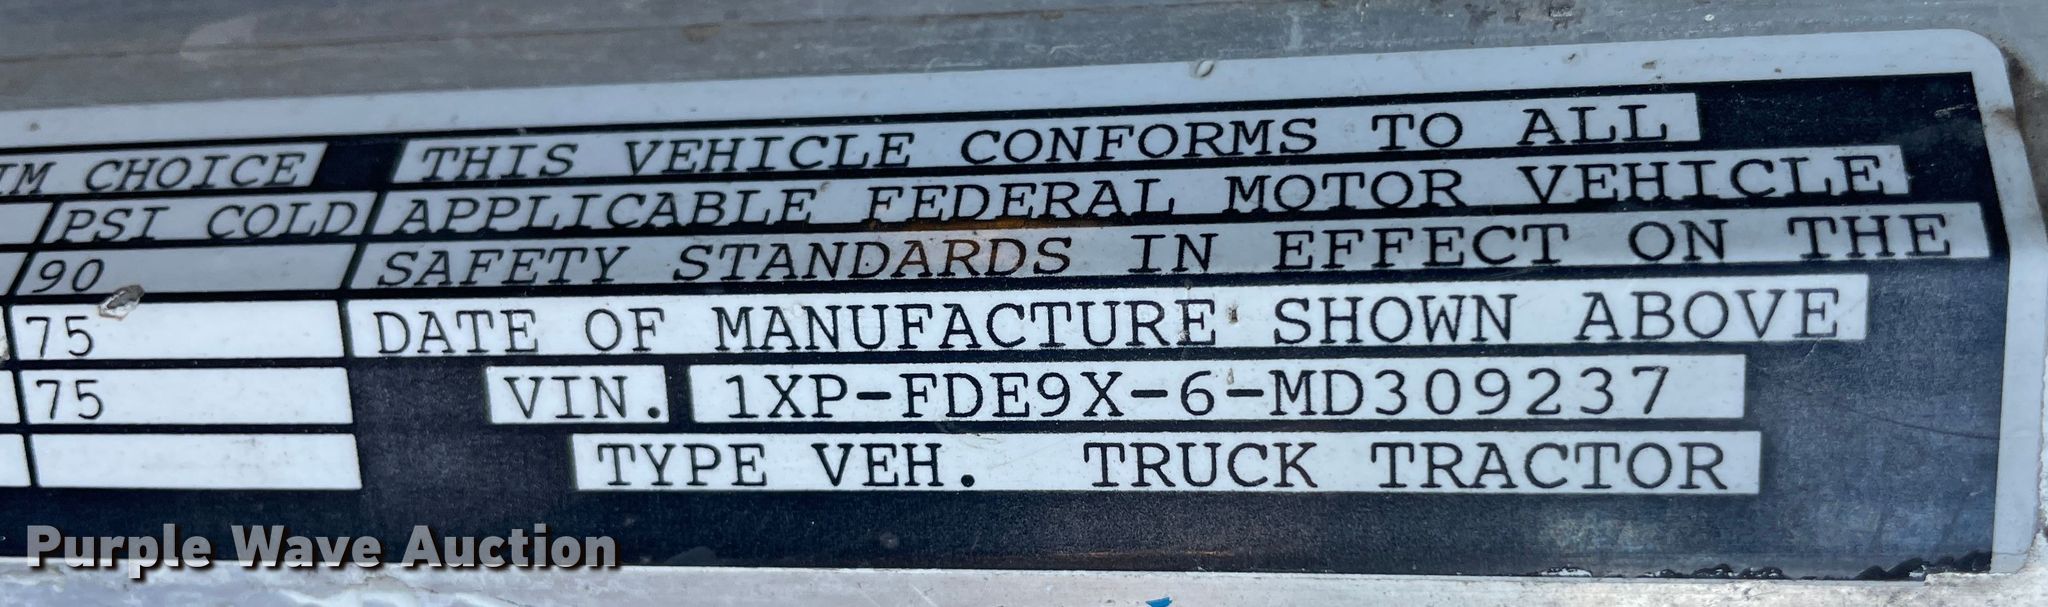 IM CHOICE
PSI COLD
90
75
75
THIS VEHICLE CONFORMS TO ALL
APPLICABLE FEDERAL MOTOR VEHICLE
SAFETY STANDARDS IN EFFECT ON THE
DATE OF MANUFACTURE SHOWN ABOVE
VIN. 1XP-FDE9X-6-MD309237
TYPE VEH. TRUCK TRACTOR
Purple Wave Auction